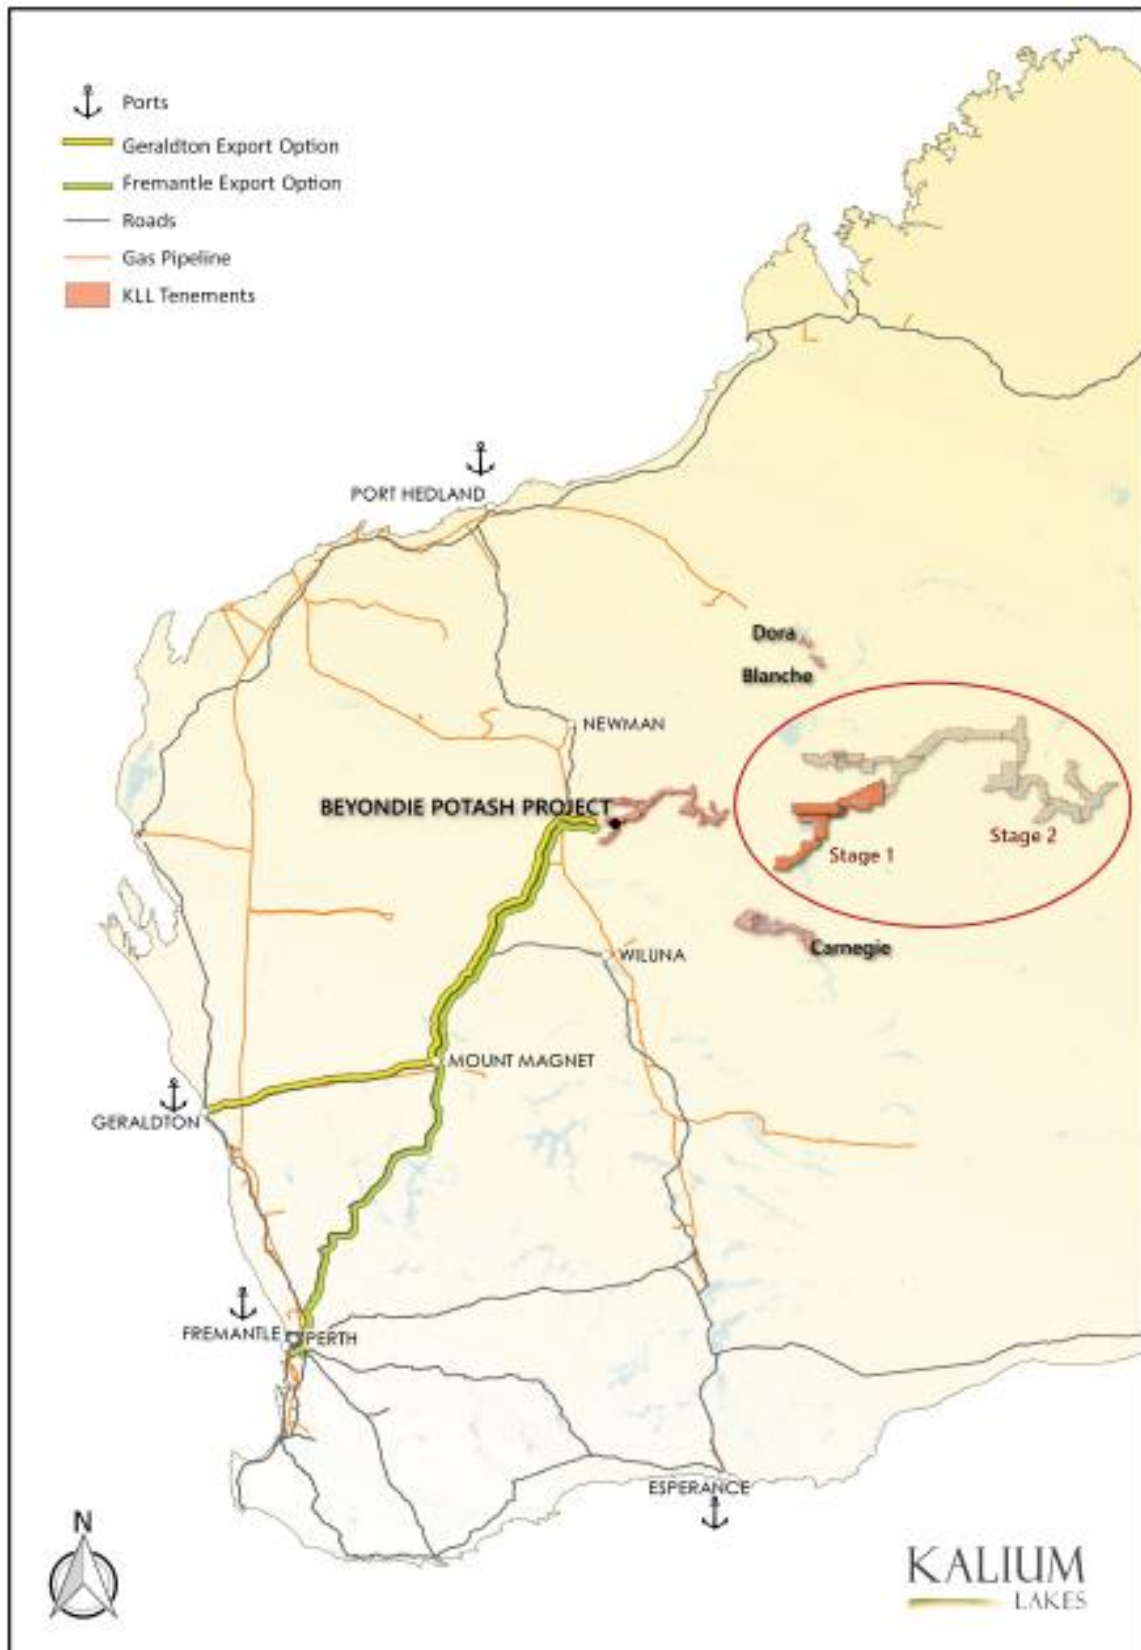 Ports
Geraldton Export Option
Fremantle Export Option
Roads
Gas Pipeline
KLL Tenements
PORT HEDLAND
Dora
Blanche
NEWMAN
BEYONDIE POTASH PROJECT
Stage 2
Stage 1
Carnegie
WILUNA
MOUNT MAGNET
GERALDTON
FREMANTLE
PERTH
ESPERANCE
N
KALIUM
LAKES